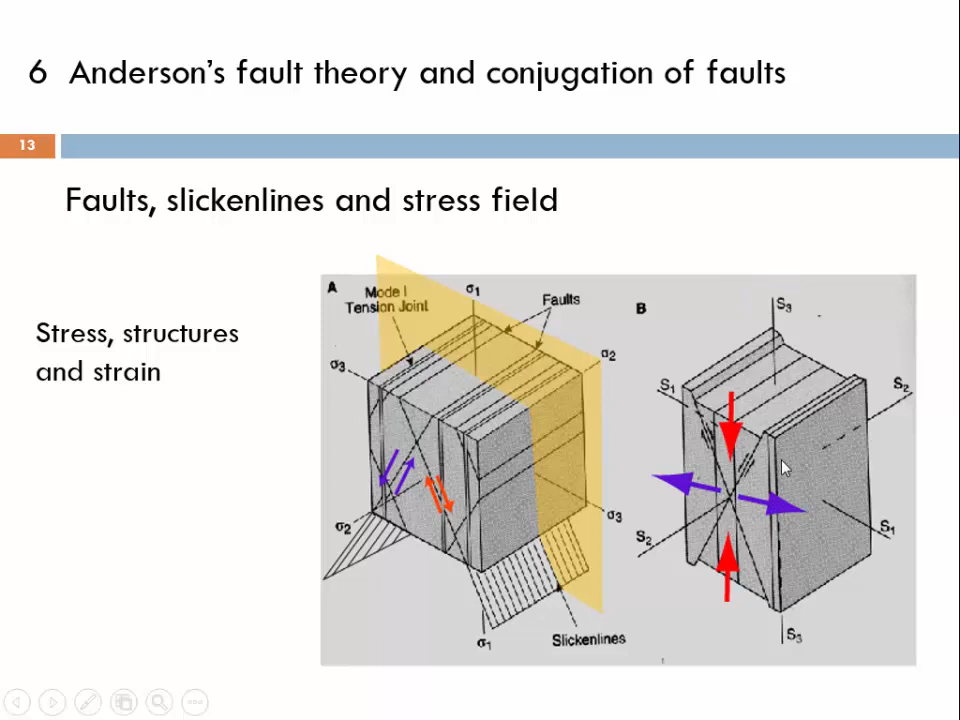 6 Anderson's fault theory and conjugation of faults
13
Faults, slickenlines and stress field
Stress, structures
and strain
A
Mode I
Tension Joint
σ1
Faults
σ2
σ3
σ2
σ3
σ1
Slickenlines
B
S3
S1
S2
S2
S1
S3